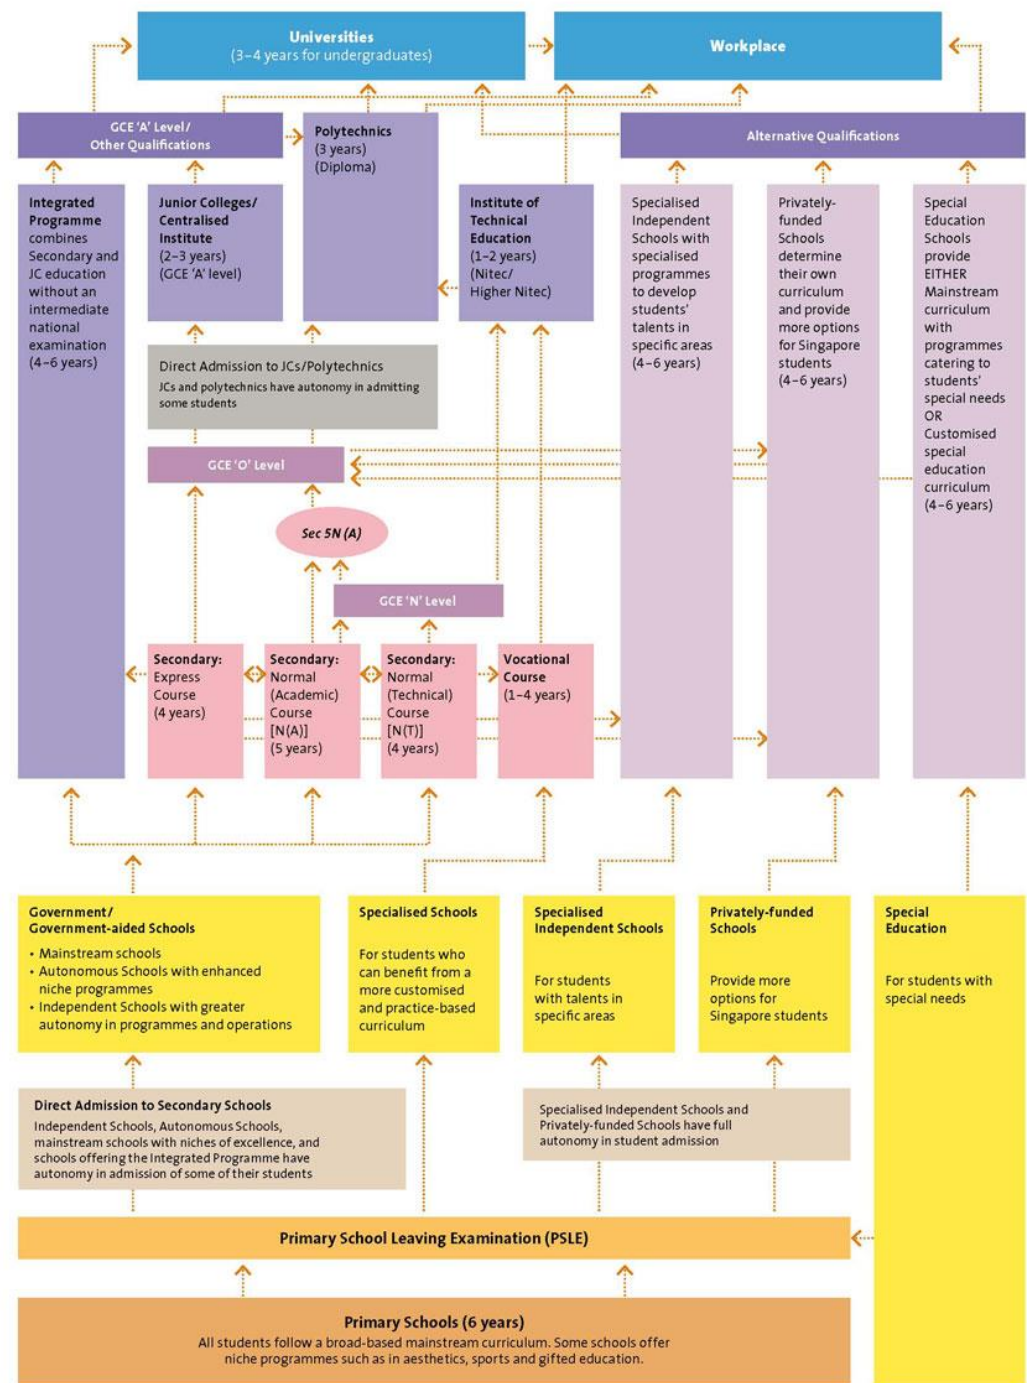 Universities
(3–4 years for undergraduates)
Workplace
GCE ‘A’ Level/
Other Qualifications
Polytechnics
(3 years)
(Diploma)
Alternative Qualifications
Integrated
Programme
combines
Secondary and
JC education
without an
intermediate
national
examination
(4–6 years)
Junior Colleges/
Centralised
Institute
(2–3 years)
(GCE ‘A’ level)
Institute of
Technical
Education
(1–2 years)
(Nitec/
Higher Nitec)
Specialised
Independent
Schools with
specialised
programmes
to develop
students’
talents in
specific areas
(4–6 years)
Privately-
funded
Schools
determine
their own
curriculum
and provide
more options
for Singapore
students
(4–6 years)
Special
Education
Schools
provide
EITHER
Mainstream
curriculum
with
programmes
catering to
students’
special needs
OR
Customised
special
education
curriculum
(4–6 years)
Direct Admission to JCs/Polytechnics
JCs and polytechnics have autonomy in admitting
some students
GCE ‘O’ Level
Sec 5N (A)
GCE ‘N’ Level
Secondary:
Express
Course
(4 years)
Secondary:
Normal
(Academic)
Course
[N(A)]
(5 years)
Secondary:
Normal
(Technical)
Course
[N(T)]
(4 years)
Vocational
Course
(1–4 years)
Government/
Government-aided Schools
• Mainstream schools
• Autonomous Schools with enhanced
niche programmes
• Independent Schools with greater
autonomy in programmes and operations
Specialised Schools
For students who
can benefit from a
more customised
and practice-based
curriculum
Specialised
Independent Schools
For students
with talents in
specific areas
Privately-funded
Schools
Provide more
options for
Singapore students
Special
Education
For students with
special needs
Direct Admission to Secondary Schools
Independent Schools, Autonomous Schools,
mainstream schools with niches of excellence, and
schools offering the Integrated Programme have
autonomy in admission of some of their students
Specialised Independent Schools and
Privately-funded Schools have full
autonomy in student admission
Primary School Leaving Examination (PSLE)
Primary Schools (6 years)
All students follow a broad-based mainstream curriculum. Some schools offer
niche programmes such as in aesthetics, sports and gifted education.